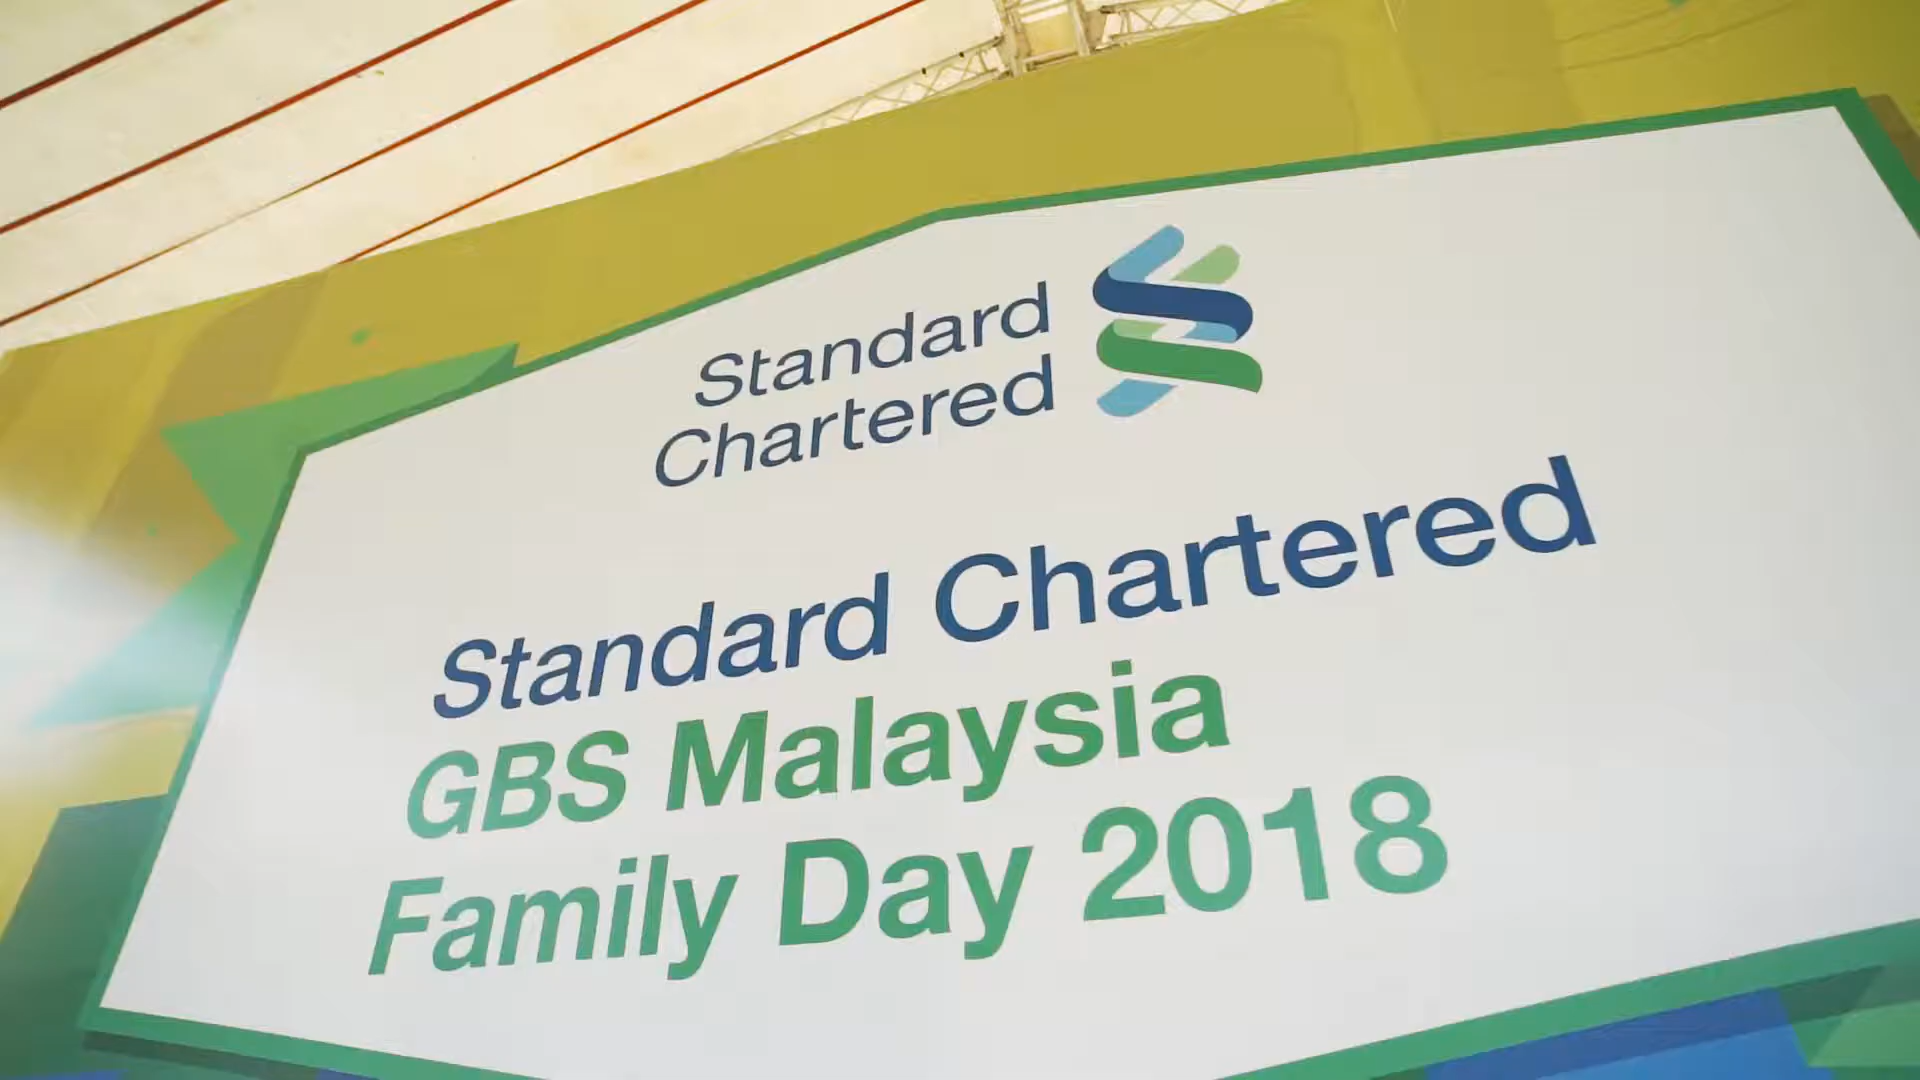 Standard
Chartered
Standard Chartered
GBS Malaysia
Family Day 2018